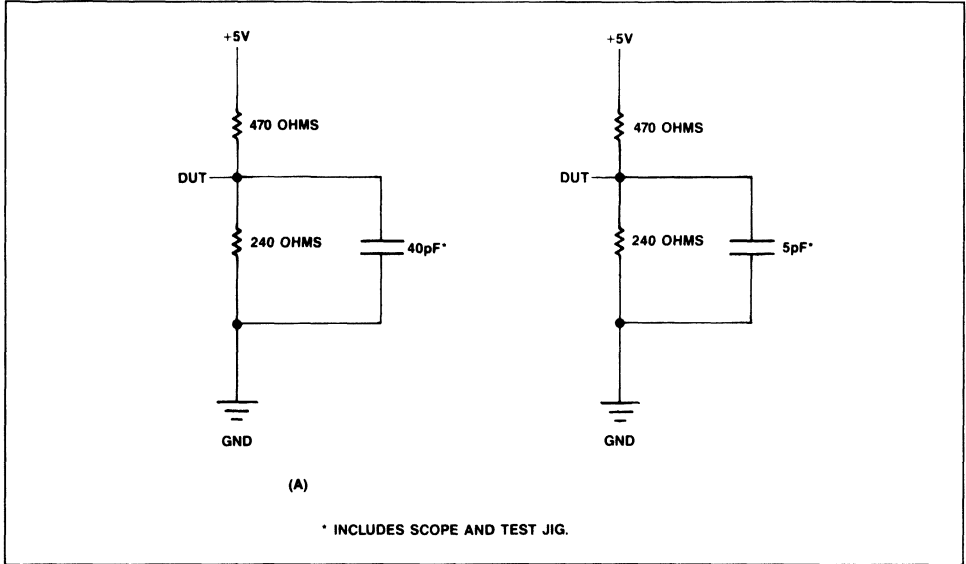 +5V
470 OHMS
DUT
240 OHMS
40pF*
GND
(A)
+5V
470 OHMS
DUT
240 OHMS
5pF*
GND
* INCLUDES SCOPE AND TEST JIG.